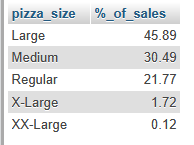 pizza_size %_of_sales
Large 45.89
Medium 30.49
Regular 21.77
X-Large 1.72
XX-Large 0.12